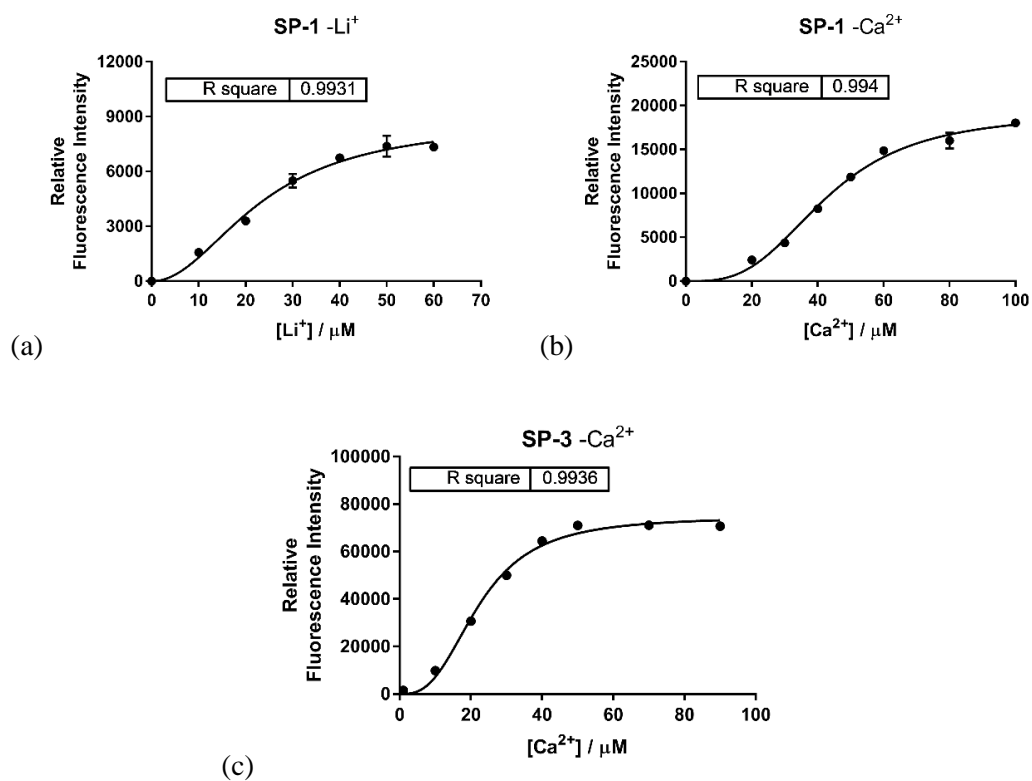 SP-1 -Li⁺
R square 0.9931
Relative
Fluorescence Intensity
12000
9000
6000
3000
0
0 10 20 30 40 50 60 70
[Li⁺] / μM
(a)
SP-1 -Ca²⁺
R square 0.994
Relative
Fluorescence Intensity
25000
20000
15000
10000
5000
0
0 20 40 60 80 100
[Ca²⁺] / μM
(b)
SP-3 -Ca²⁺
R square 0.9936
Relative
Fluorescence Intensity
100000
80000
60000
40000
20000
0
0 20 40 60 80 100
[Ca²⁺] / μM
(c)